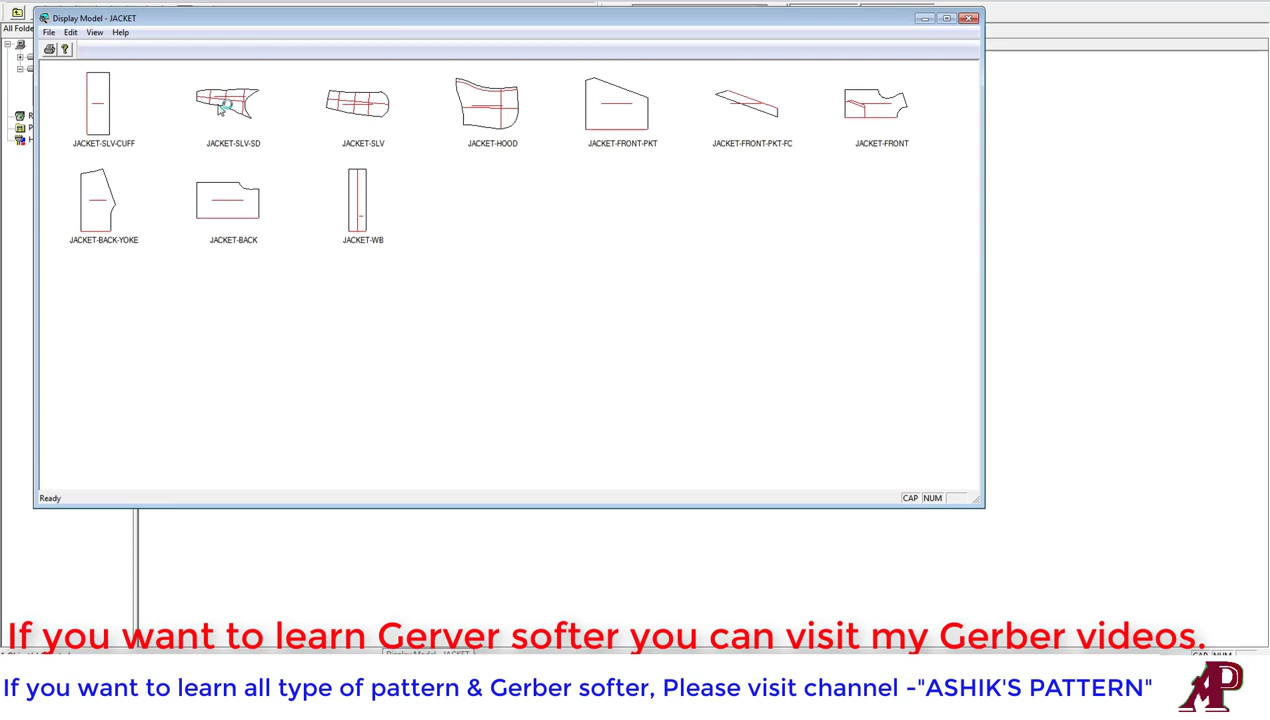 Display Model - JACKET
File Edit View Help
All Folde
JACKET-SLV-CUFF JACKET-SLV-SD JACKET-SLV JACKET-HOOD JACKET-FRONT-PKT JACKET-FRONT-PKT-FC JACKET-FRONT
JACKET-BACK-YOKE JACKET-BACK JACKET-WB
Ready CAP NUM
If you want to learn Gerver softer you can visit my Gerber videos.
If you want to learn all type of pattern & Gerber softer, Please visit channel -"ASHIK'S PATTERN"
AP